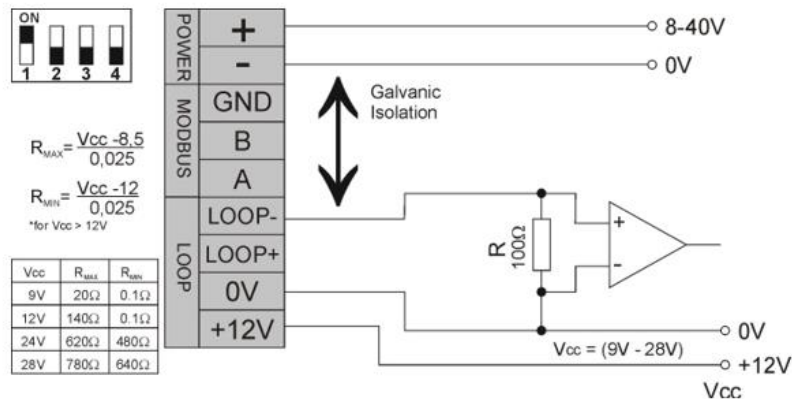 ON
1 2 3 4
RMAX= Vcc -8,5
0,025
RMIN= Vcc -12
0,025
*for Vcc > 12V
Vcc RMAX RMIN
9V 20Ω 0.1Ω
12V 140Ω 0.1Ω
24V 620Ω 480Ω
28V 780Ω 640Ω
POWER
+
-
MODBUS
GND
B
A
LOOP
LOOP-
LOOP+
0V
+12V
8-40V
0V
Galvanic
Isolation
R
100Ω
+
-
0V
Vcc = (9V - 28V)
+12V
Vcc